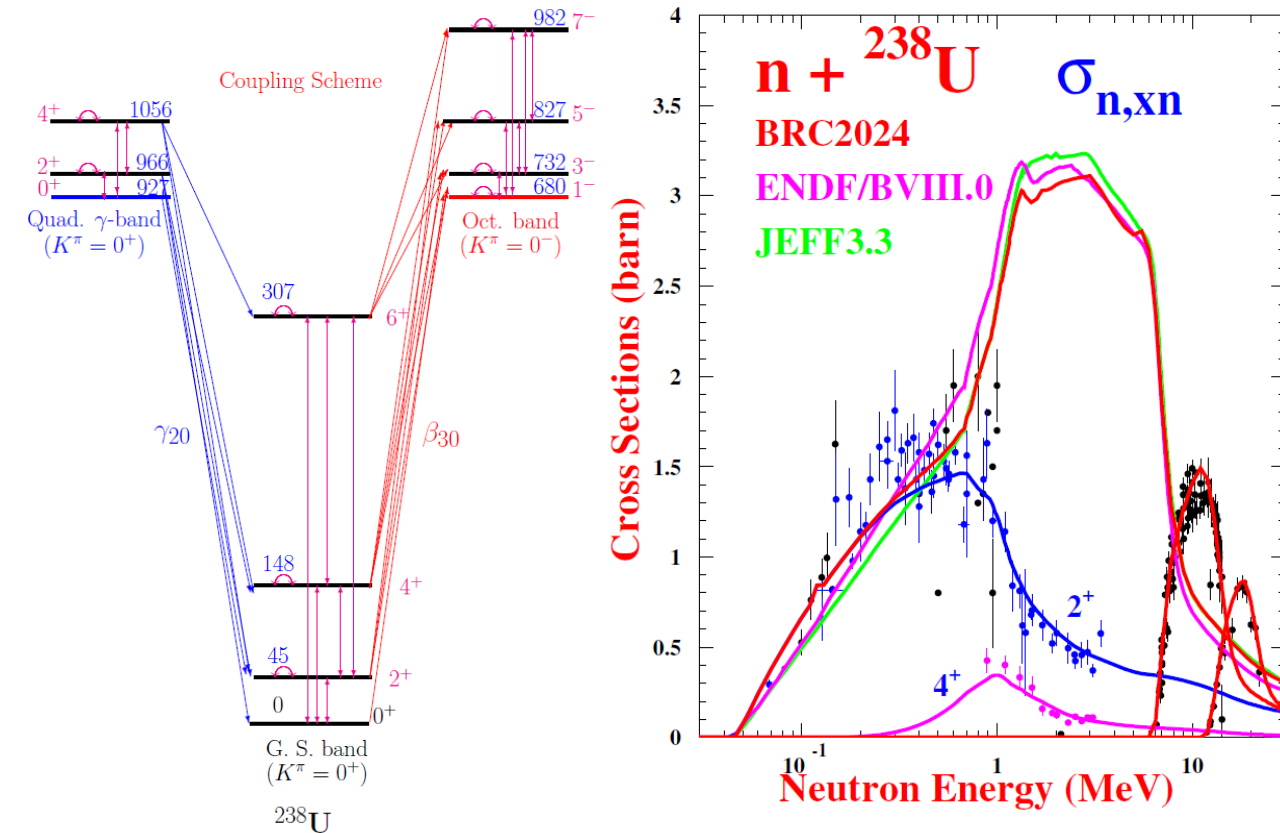 982 7⁻
Coupling Scheme
4⁺ 1056
827 5⁻
2⁺ 966
732 3⁻
0⁺ 927
680 1⁻
Quad. γ-band
(Kπ = 0⁺)
Oct. band
(Kπ = 0⁻)
307
6⁺
γ20
β30
148
4⁺
45
2⁺
0
0⁺
G. S. band
(Kπ = 0⁺)
²³⁸U
n + ²³⁸U σn,xn
BRC2024
ENDF/BVIII.0
JEFF3.3
Cross Sections (barn)
4
3.5
3
2.5
2
1.5
1
0.5
0
2⁺
4⁺
10⁻¹ 1 10
Neutron Energy (MeV)